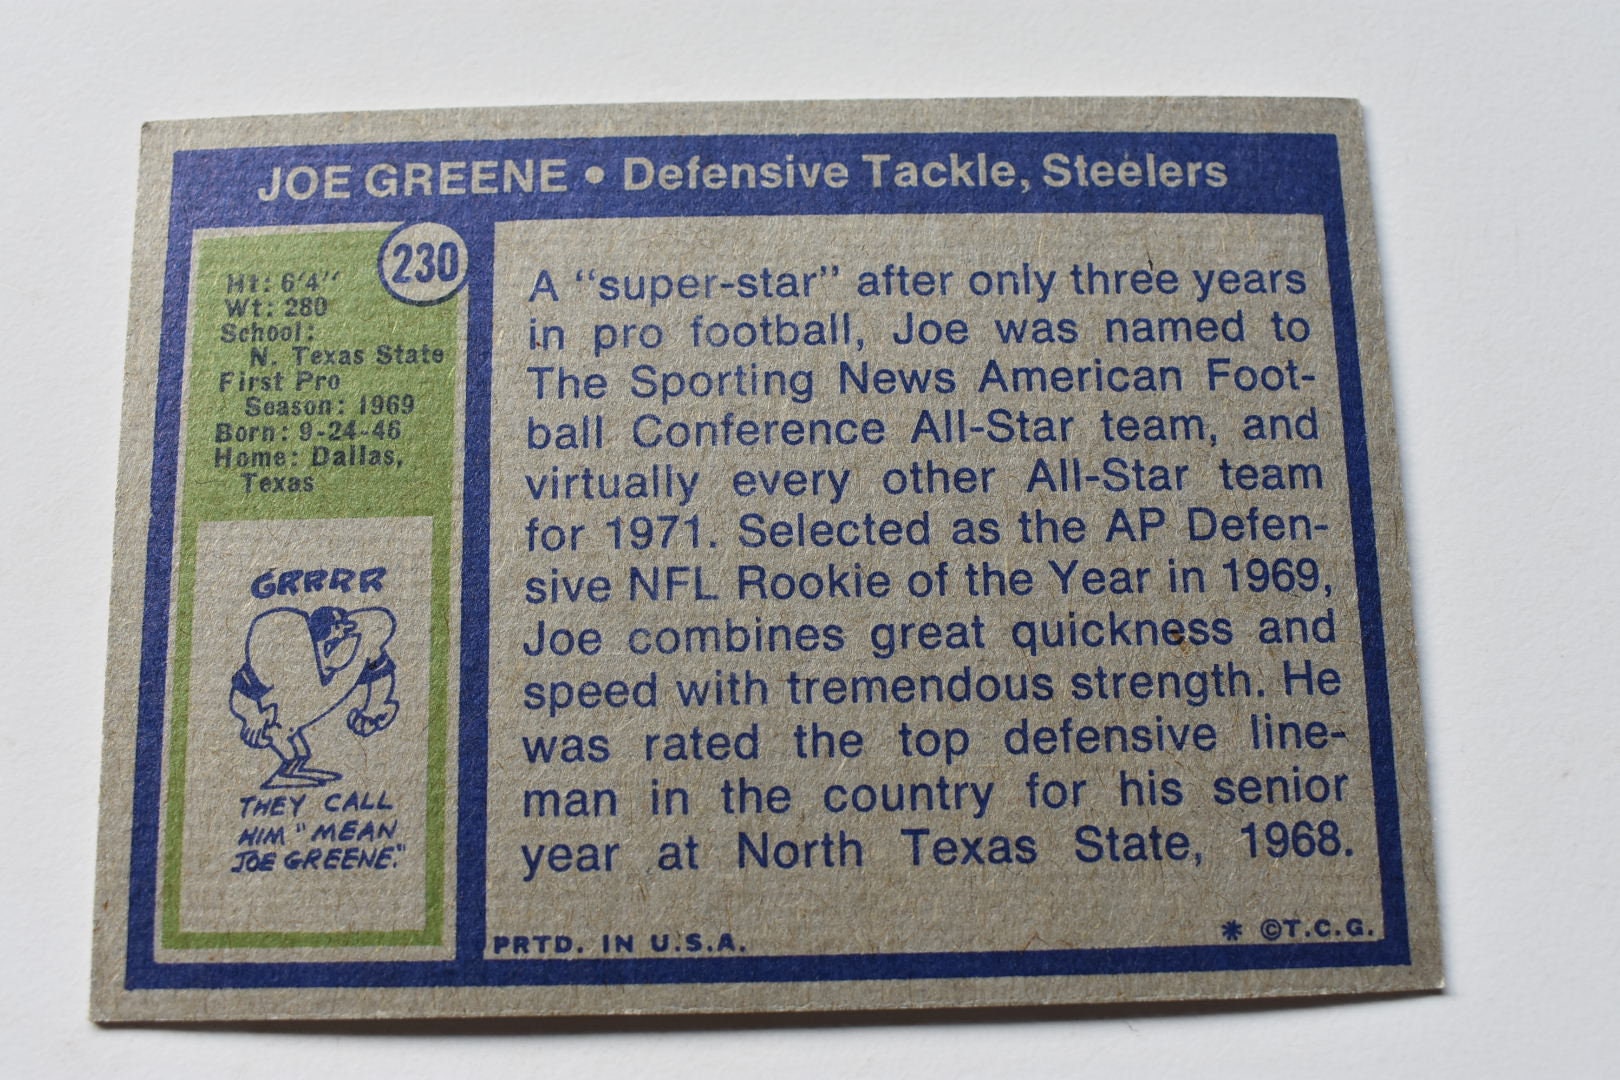 JOE GREENE • Defensive Tackle, Steelers
230
Ht: 6'4"
Wt: 280
School:
N. Texas State
First Pro
Season: 1969
Born: 9-24-46
Home: Dallas,
Texas
GRRRR
THEY CALL
HIM "MEAN
JOE GREENE."
A “super-star” after only three years
in pro football, Joe was named to
The Sporting News American Foot-
ball Conference All-Star team, and
virtually every other All-Star team
for 1971. Selected as the AP Defen-
sive NFL Rookie of the Year in 1969,
Joe combines great quickness and
speed with tremendous strength. He
was rated the top defensive line-
man in the country for his senior
year at North Texas State, 1968.
PRTD. IN U.S.A.
* ©T.C.G.